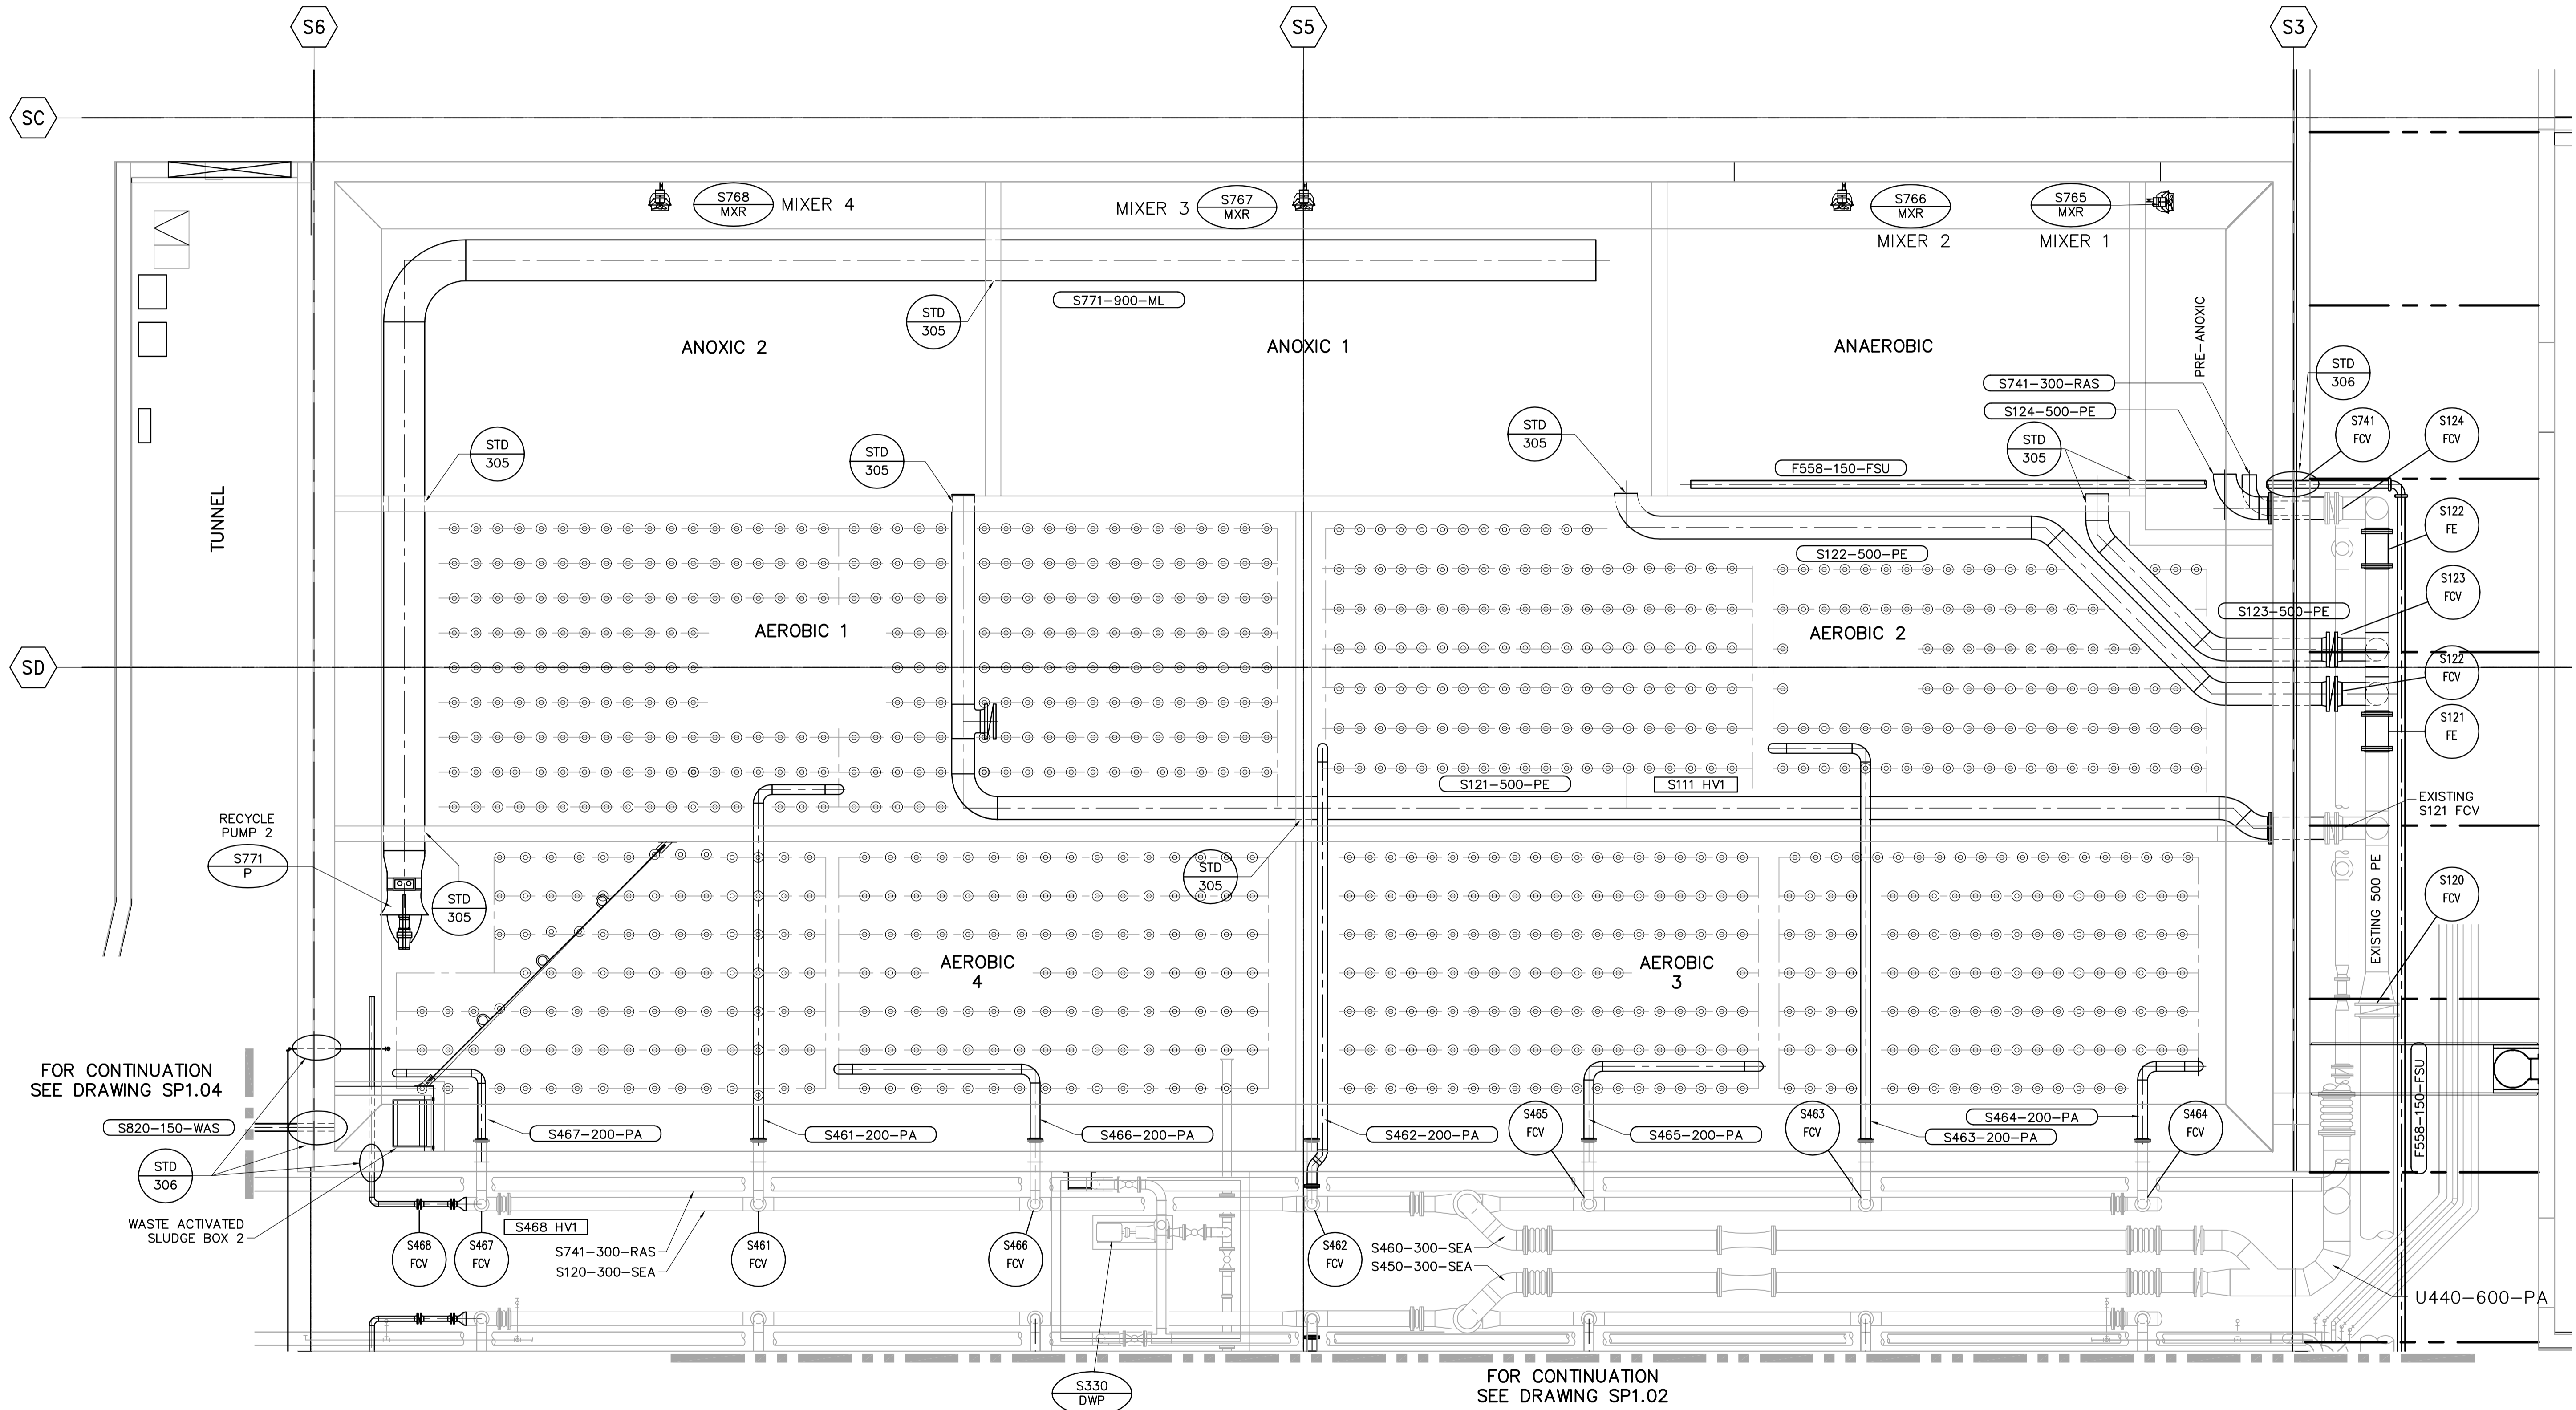 S6
S5
S3
SC
S768
MXR
MIXER 4
MIXER 3
S767
MXR
S766
MXR
MIXER 2
S765
MXR
MIXER 1
S771-900-ML
STD
305
ANOXIC 2
ANOXIC 1
ANAEROBIC
PRE-ANOXIC
STD
306
S741-300-RAS
S124-500-PE
S741
FCV
S124
FCV
STD
305
STD
305
STD
305
STD
305
F558-150-FSU
TUNNEL
S122
FE
S122-500-PE
S123
FCV
S123-500-PE
AEROBIC 1
AEROBIC 2
SD
S122
FCV
S121
FE
S121-500-PE
S111 HV1
EXISTING
S121 FCV
RECYCLE
PUMP 2
S771
P
STD
305
STD
305
EXISTING 500 PE
S120
FCV
AEROBIC
4
AEROBIC
3
FOR CONTINUATION
SEE DRAWING SP1.04
S820-150-WAS
STD
306
WASTE ACTIVATED
SLUDGE BOX 2
S467-200-PA
S461-200-PA
S466-200-PA
S462-200-PA
S465
FCV
S465-200-PA
S463
FCV
S464-200-PA
S463-200-PA
S464
FCV
F558-150-FSU
S468 HV1
S468
FCV
S467
FCV
S741-300-RAS
S120-300-SEA
S461
FCV
S466
FCV
S462
FCV
S460-300-SEA
S450-300-SEA
U440-600-PA
S330
DWP
FOR CONTINUATION
SEE DRAWING SP1.02